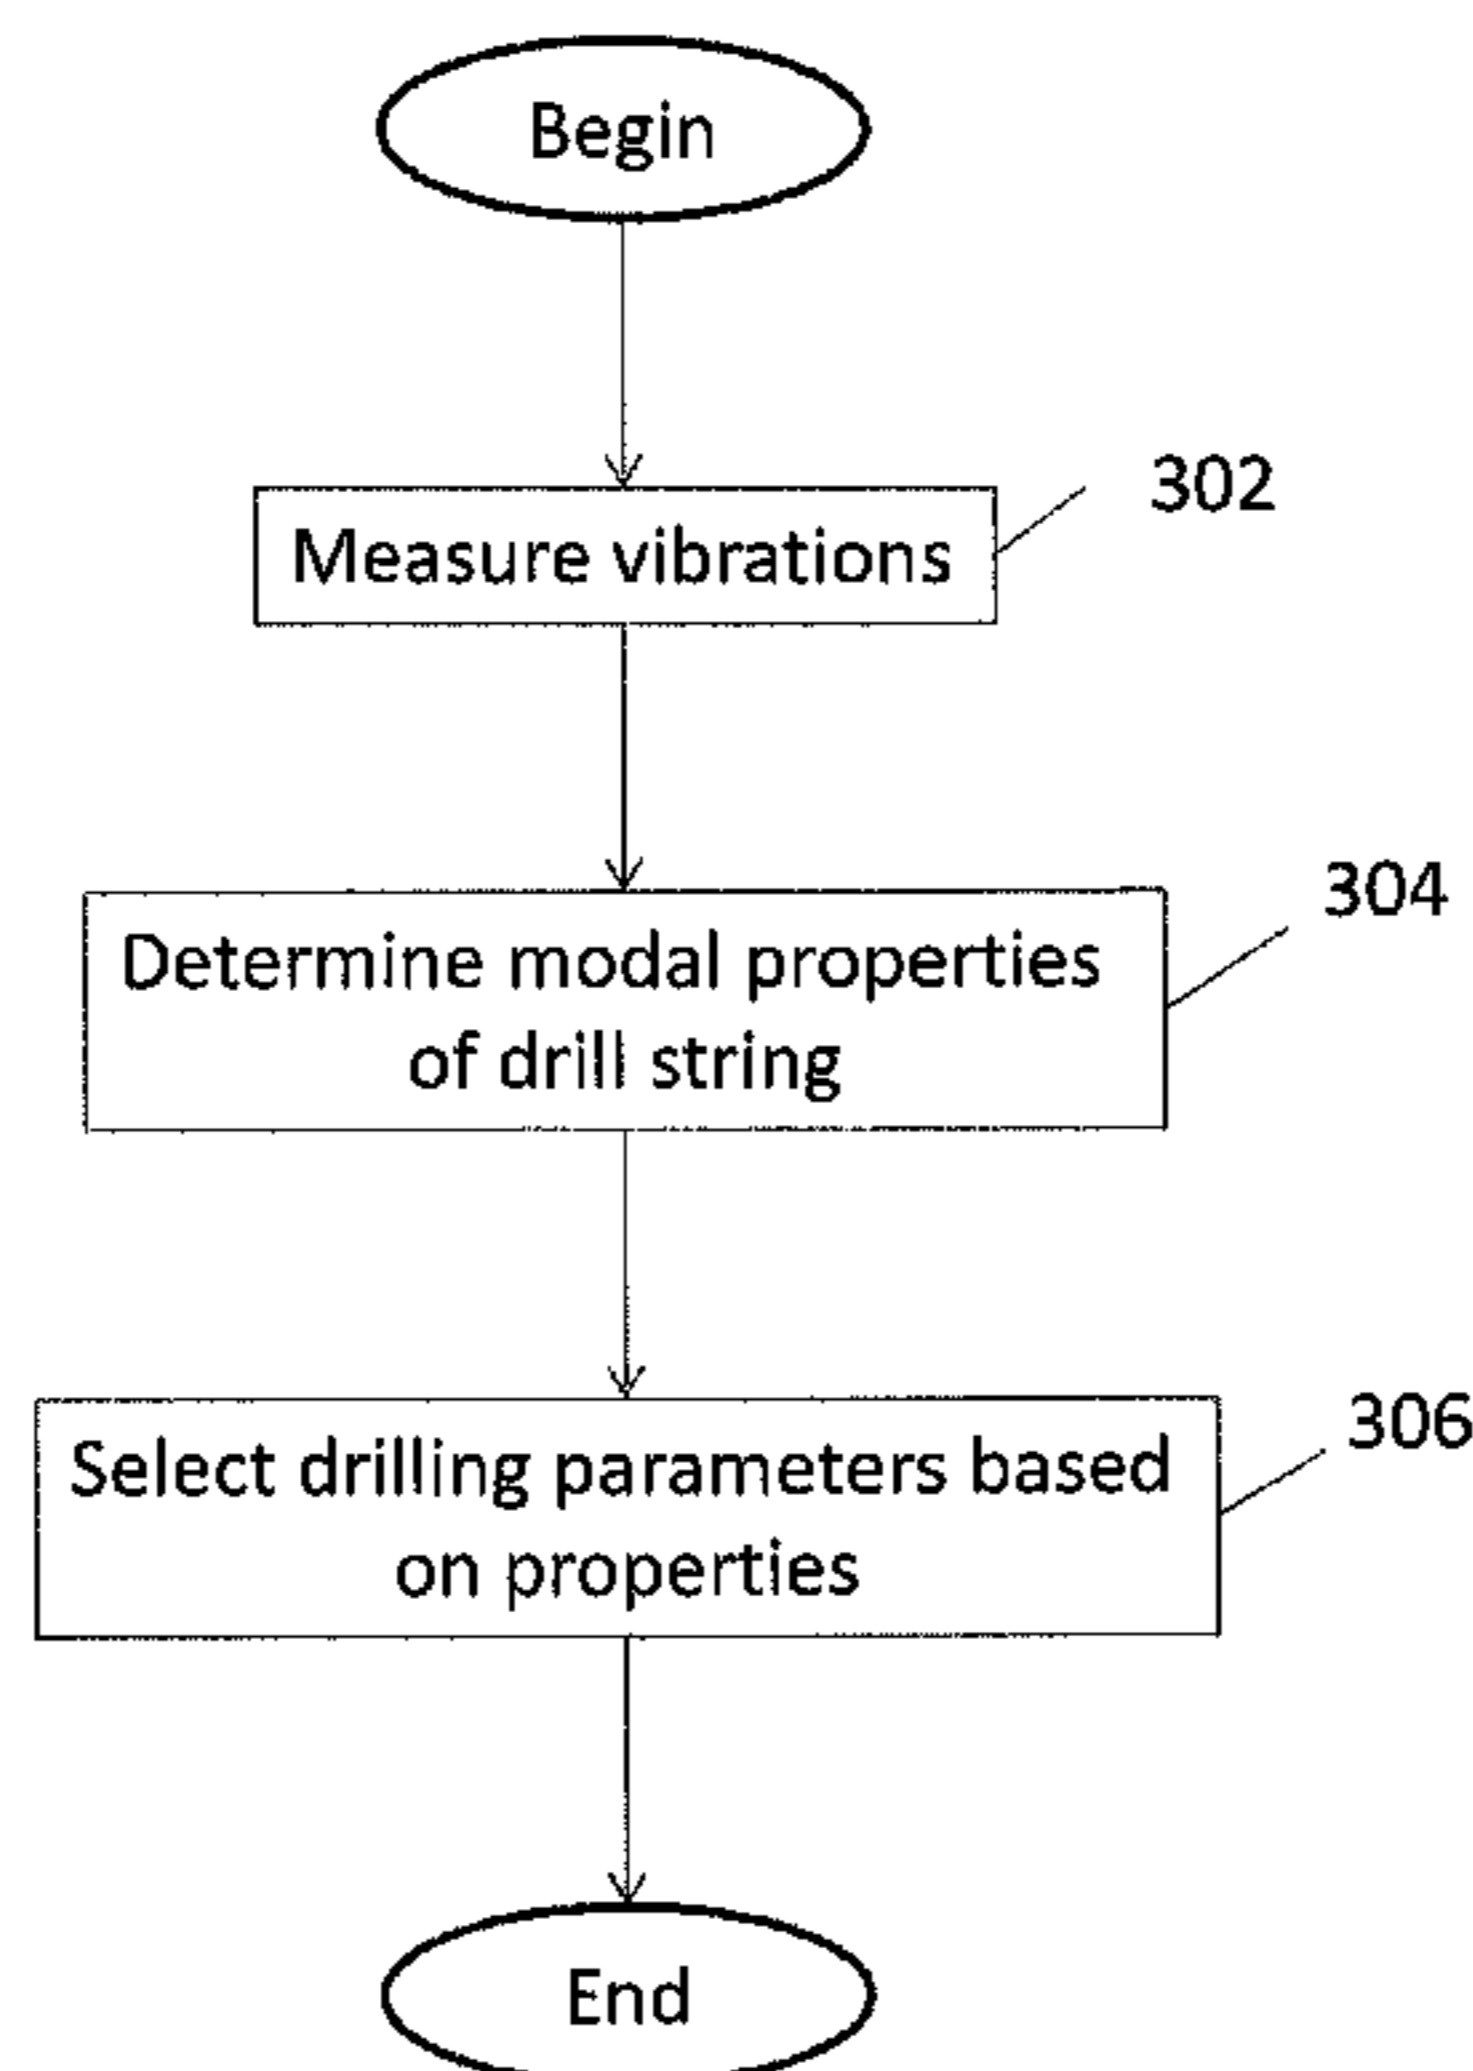 Begin
302
Measure vibrations
304
Determine modal properties
of drill string
306
Select drilling parameters based
on properties
End